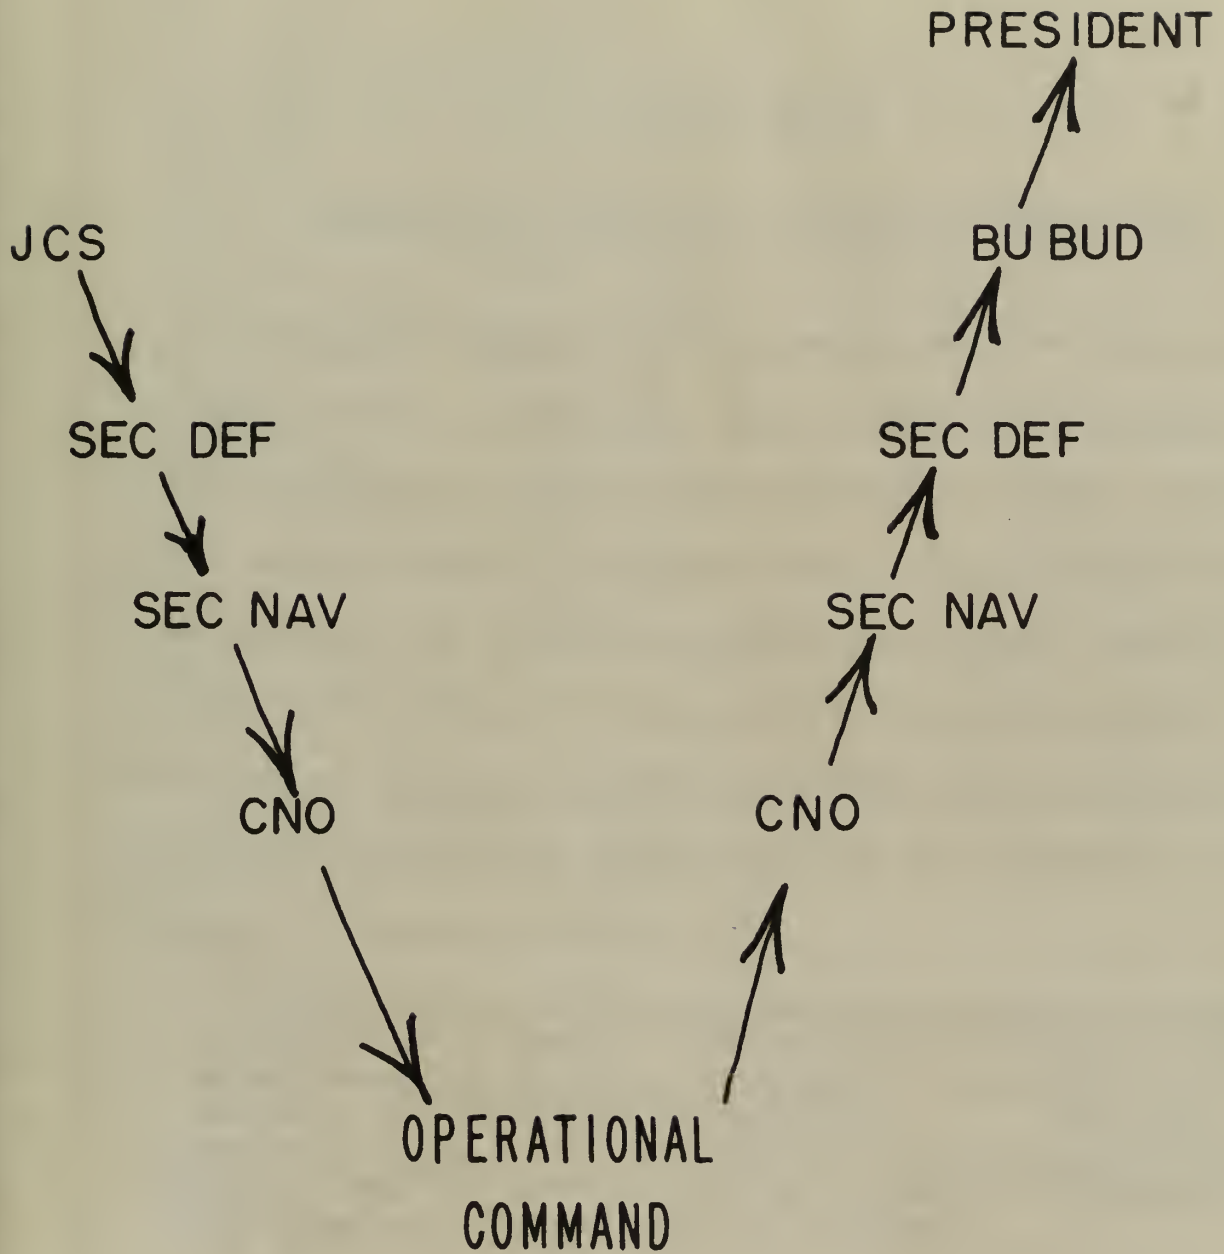 PRESIDENT
JCS
BU BUD
SEC DEF
SEC DEF
SEC NAV
SEC NAV
CNO
CNO
OPERATIONAL
COMMAND